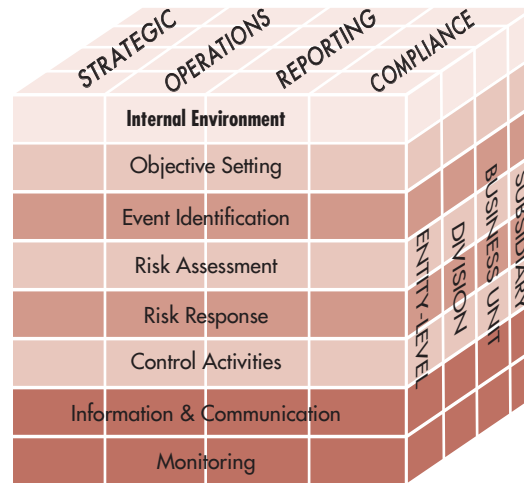 STRATEGIC
OPERATIONS
REPORTING
COMPLIANCE
Internal Environment
Objective Setting
Event Identification
Risk Assessment
Risk Response
Control Activities
Information & Communication
Monitoring
ENTITY-LEVEL
DIVISION
BUSINESS UNIT
SUBSIDIARY